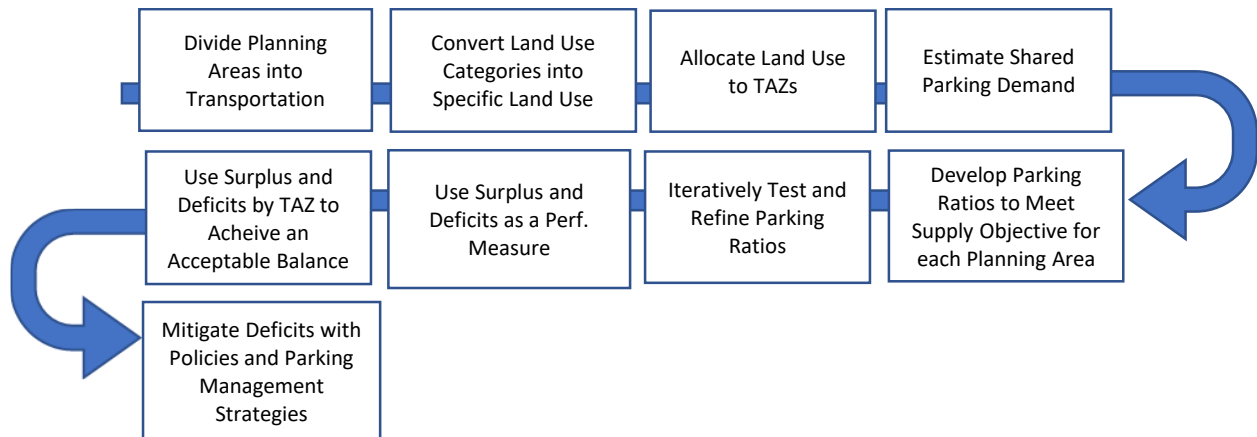 Divide Planning
Areas into
Transportation
Convert Land Use
Categories into
Specific Land Use
Allocate Land Use
to TAZs
Estimate Shared
Parking Demand
Develop Parking
Ratios to Meet
Supply Objective for
each Planning Area
Iteratively Test and
Refine Parking
Ratios
Use Surplus and
Deficits as a Perf.
Measure
Use Surplus and
Deficits by TAZ to
Acheive an
Acceptable Balance
Mitigate Deficits with
Policies and Parking
Management
Strategies